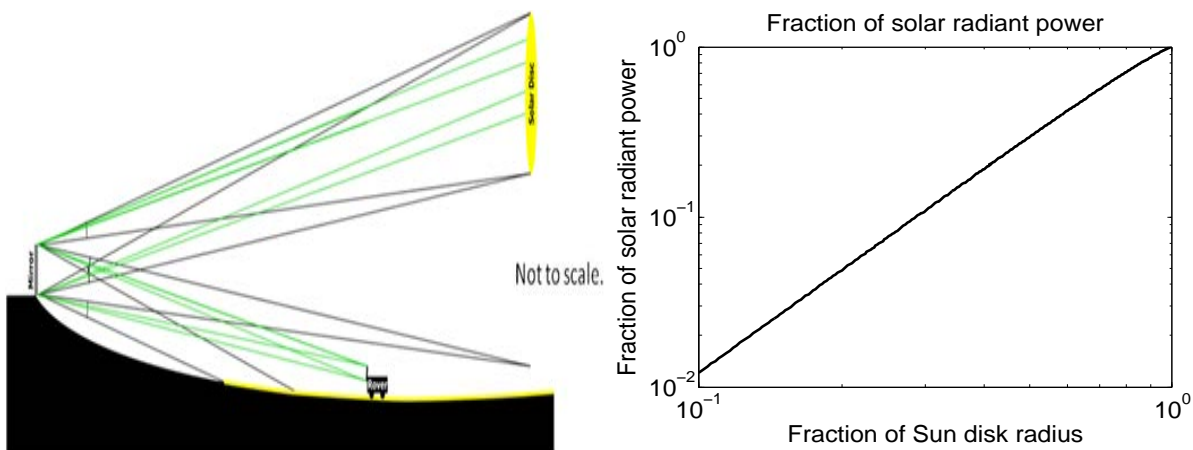 Solar Disc
Mirror
Not to scale.
Rover
Fraction of solar radiant power
Fraction of solar radiant power
10^0
10^-1
10^-2
10^-1
10^0
Fraction of Sun disk radius